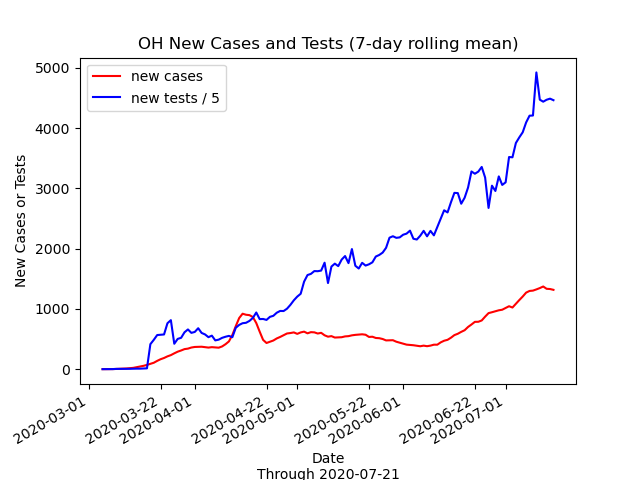 OH New Cases and Tests (7-day rolling mean)
new cases
new tests / 5
New Cases or Tests
5000
4000
3000
2000
1000
0
2020-03-01
2020-03-22
2020-04-01
2020-04-22
2020-05-01
2020-05-22
2020-06-01
2020-06-22
2020-07-01
Date
Through 2020-07-21